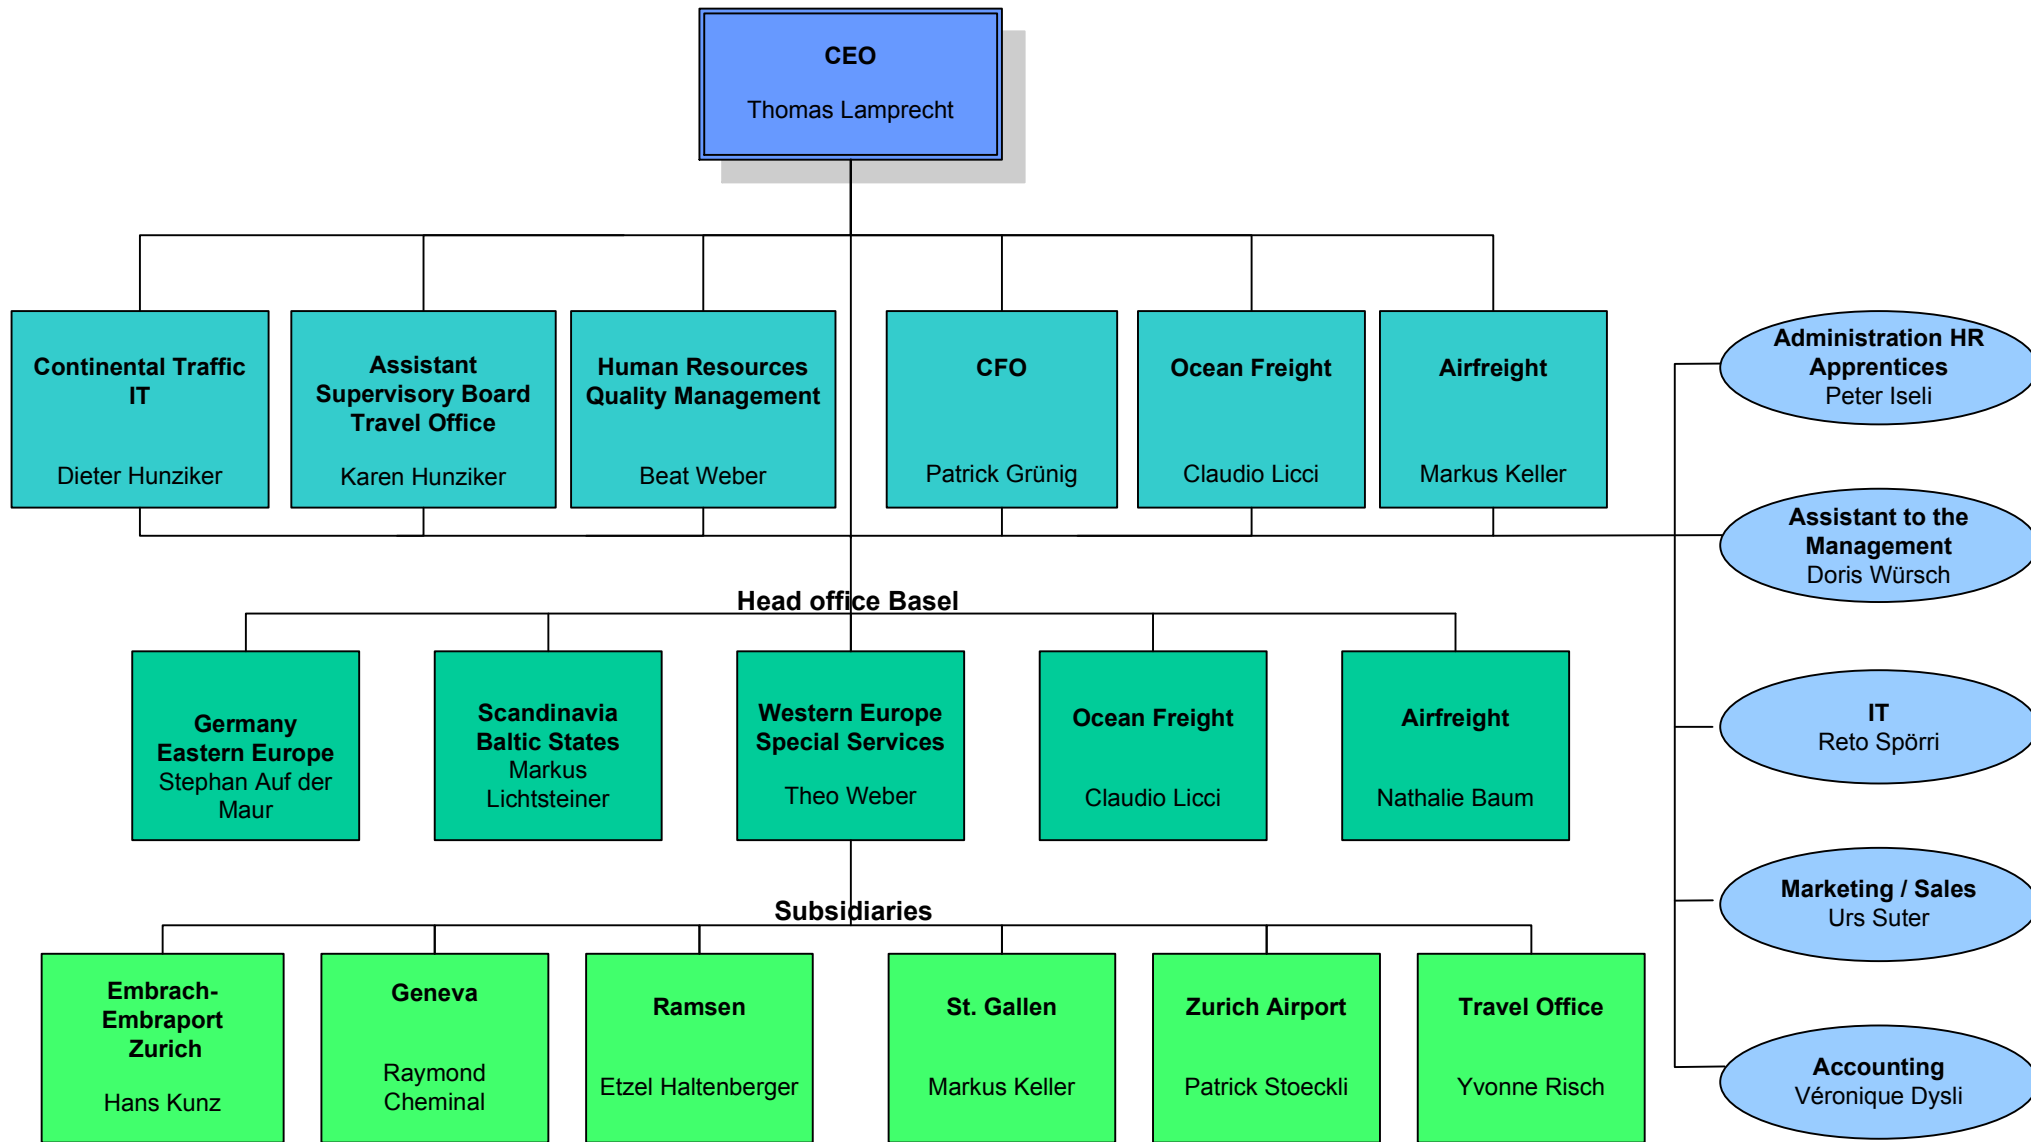 CEO
Thomas Lamprecht
Continental Traffic
IT
Dieter Hunziker
Assistant
Supervisory Board
Travel Office
Karen Hunziker
Human Resources
Quality Management
Beat Weber
CFO
Patrick Grünig
Ocean Freight
Claudio Licci
Airfreight
Markus Keller
Administration HR
Apprentices
Peter Iseli
Assistant to the
Management
Doris Würsch
IT
Reto Spörri
Marketing / Sales
Urs Suter
Accounting
Véronique Dysli
Head office Basel
Germany
Eastern Europe
Stephan Auf der
Maur
Scandinavia
Baltic States
Markus
Lichtsteiner
Western Europe
Special Services
Theo Weber
Ocean Freight
Claudio Licci
Airfreight
Nathalie Baum
Subsidiaries
Embrach-
Embraport
Zurich
Hans Kunz
Geneva
Raymond
Cheminal
Ramsen
Etzel Haltenberger
St. Gallen
Markus Keller
Zurich Airport
Patrick Stoeckli
Travel Office
Yvonne Risch